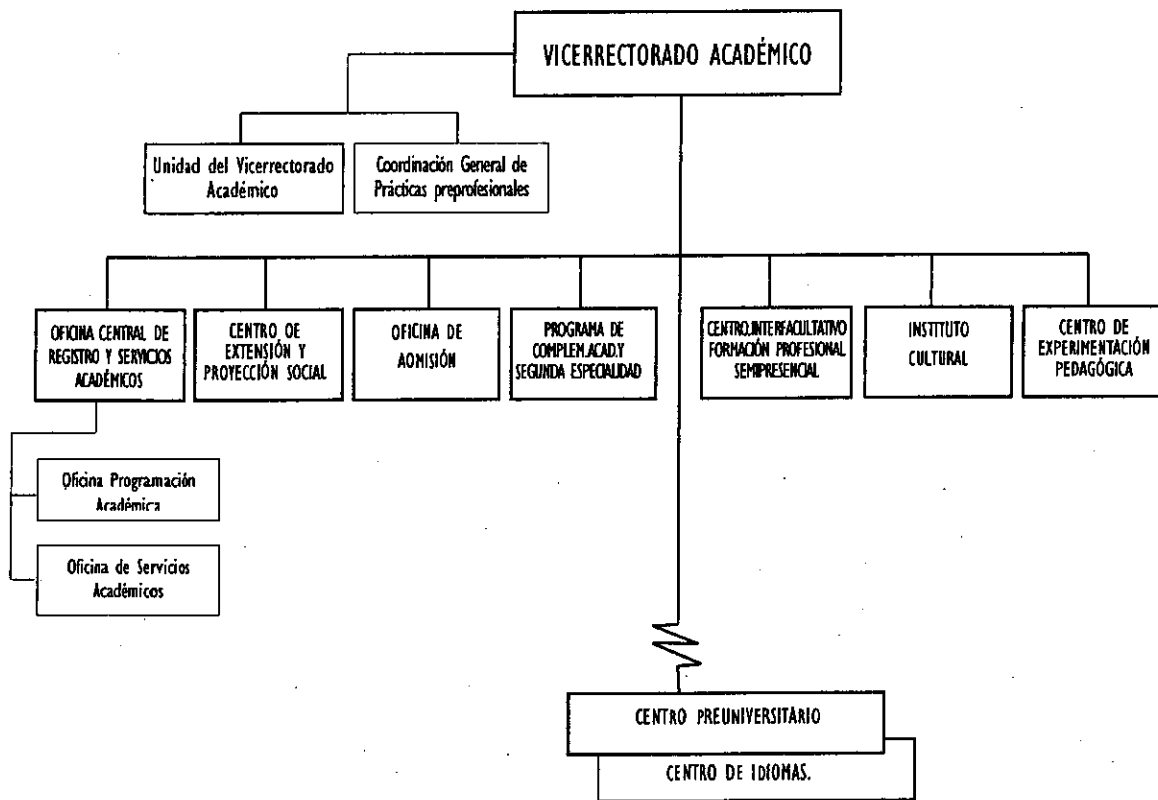 VICERRECTORADO ACADÉMICO
Unidad del Vicerrectorado
Académico
Coordinación General de
Prácticas preprofesionales
OFICINA CENTRAL DE
REGISTRO Y SERVICIOS
ACADÉMICOS
CENTRO DE
EXTENSIÓN Y
PROYECCIÓN SOCIAL
OFICINA DE
ADMISIÓN
PROGRAMA DE
COMPLEM.ACAD.Y
SEGUNDA ESPECIALIDAD
CENTRO.INTERFACULTATIVO
FORMACIÓN PROFESIONAL
SEMIPRESENCIAL
INSTITUTO
CULTURAL
CENTRO DE
EXPERIMENTACIÓN
PEDAGÓGICA
Oficina Programación
Académica
Oficina de Servicios
Académicos
CENTRO PREUNIVERSITARIO
CENTRO DE IDIOMAS.